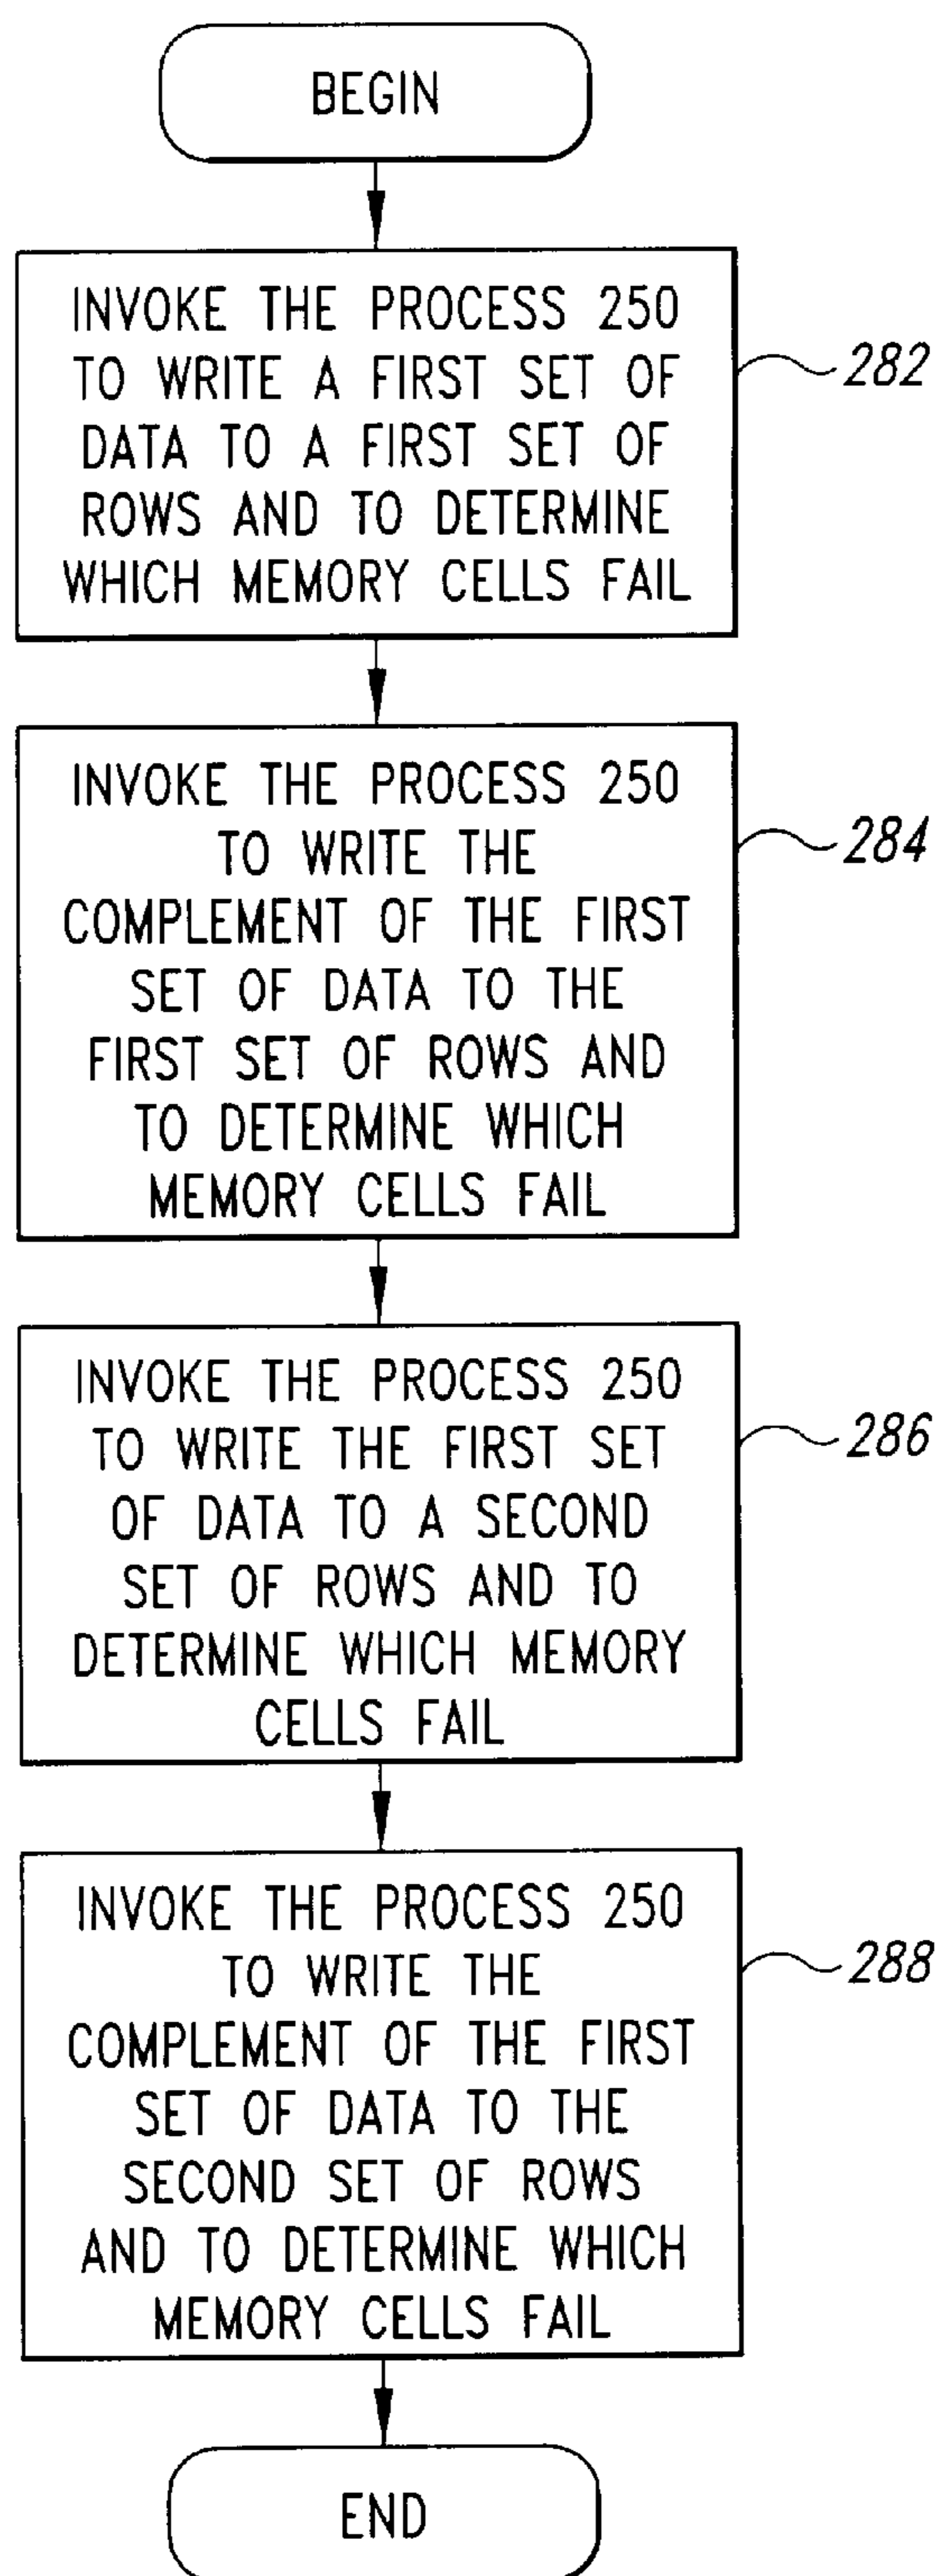 BEGIN
INVOKE THE PROCESS 250
TO WRITE A FIRST SET OF
DATA TO A FIRST SET OF
ROWS AND TO DETERMINE
WHICH MEMORY CELLS FAIL
282
INVOKE THE PROCESS 250
TO WRITE THE
COMPLEMENT OF THE FIRST
SET OF DATA TO THE
FIRST SET OF ROWS AND
TO DETERMINE WHICH
MEMORY CELLS FAIL
284
INVOKE THE PROCESS 250
TO WRITE THE FIRST SET
OF DATA TO A SECOND
SET OF ROWS AND TO
DETERMINE WHICH MEMORY
CELLS FAIL
286
INVOKE THE PROCESS 250
TO WRITE THE
COMPLEMENT OF THE FIRST
SET OF DATA TO THE
SECOND SET OF ROWS
AND TO DETERMINE WHICH
MEMORY CELLS FAIL
288
END